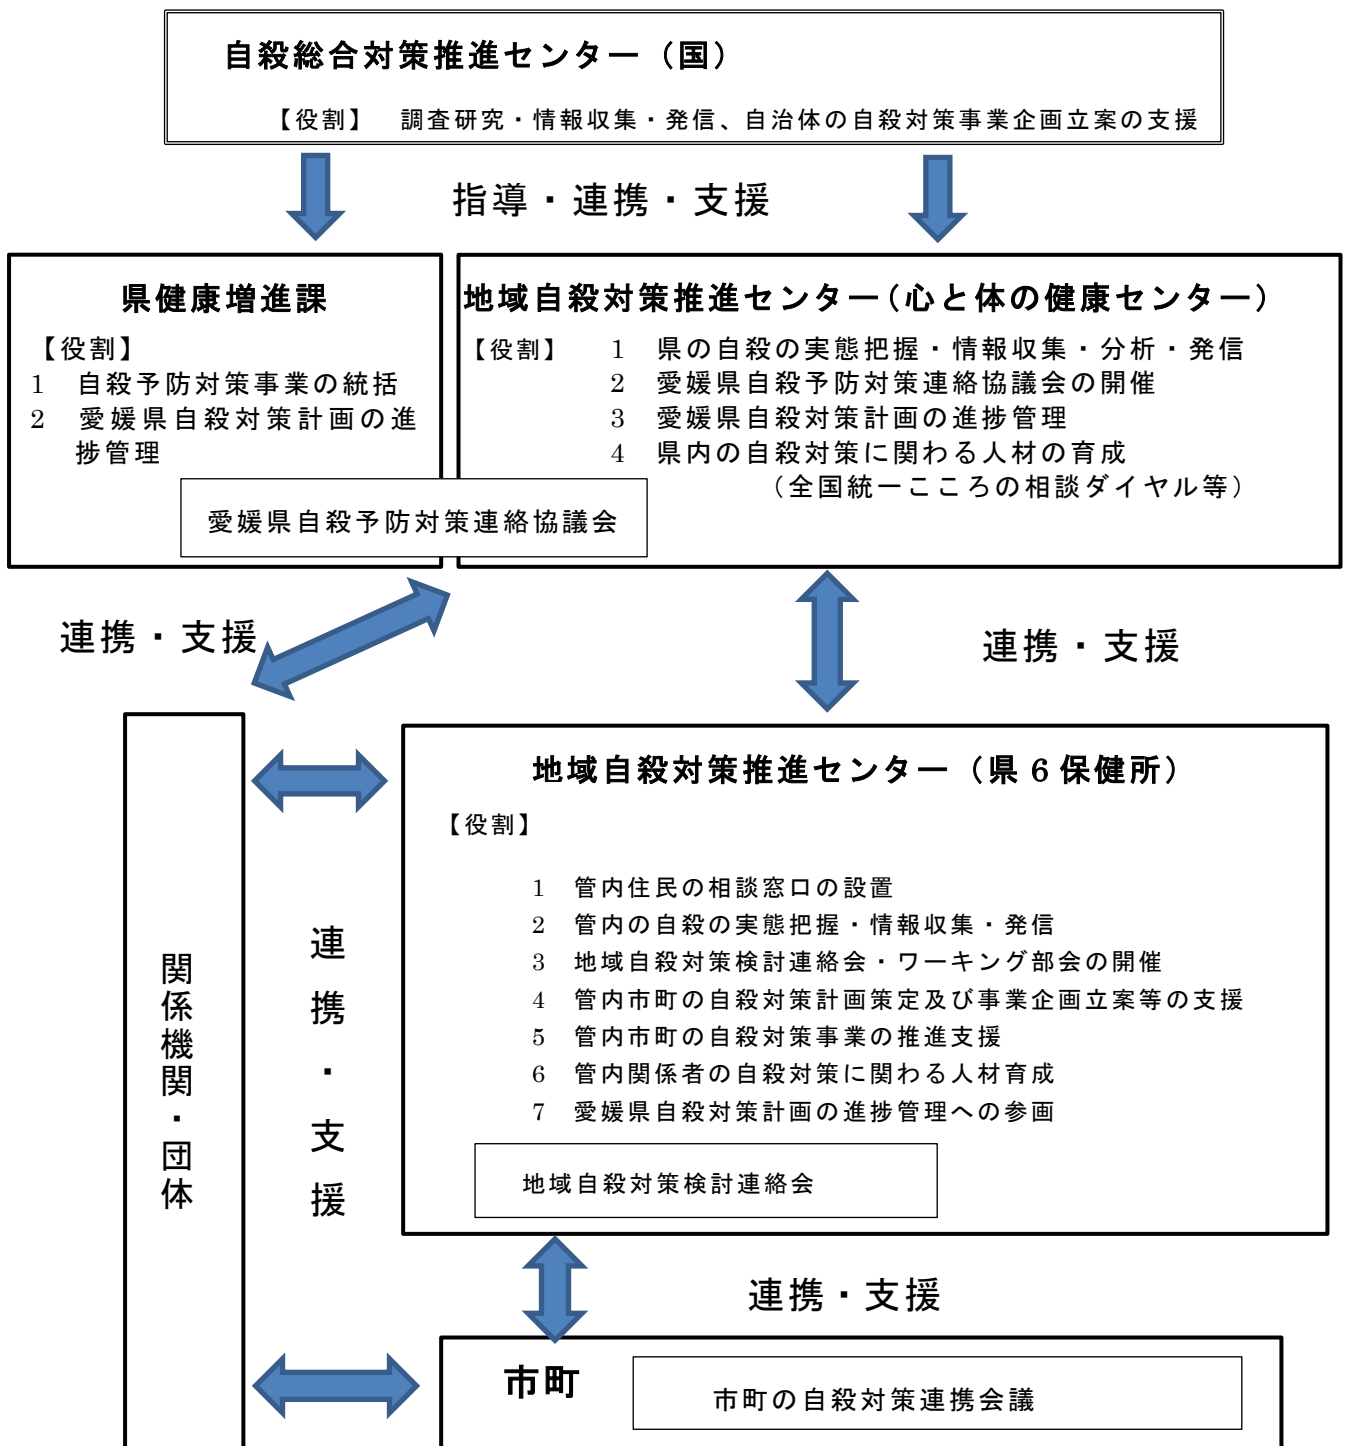 自殺総合対策推進センター（国）
【役割】　調査研究・情報収集・発信、自治体の自殺対策事業企画立案の支援
指導・連携・支援
県健康増進課
【役割】
1　自殺予防対策事業の統括
2　愛媛県自殺対策計画の進
捗管理
地域自殺対策推進センター（心と体の健康センター）
【役割】　1　県の自殺の実態把握・情報収集・分析・発信
2　愛媛県自殺予防対策連絡協議会の開催
3　愛媛県自殺対策計画の進捗管理
4　県内の自殺対策に関わる人材の育成
（全国統一こころの相談ダイヤル等）
愛媛県自殺予防対策連絡協議会
連携・支援
連携・支援
関係機関・団体
連携・支援
地域自殺対策推進センター（県6保健所）
【役割】
1　管内住民の相談窓口の設置
2　管内の自殺の実態把握・情報収集・発信
3　地域自殺対策検討連絡会・ワーキング部会の開催
4　管内市町の自殺対策計画策定及び事業企画立案等の支援
5　管内市町の自殺対策事業の推進支援
6　管内関係者の自殺対策に関わる人材育成
7　愛媛県自殺対策計画の進捗管理への参画
地域自殺対策検討連絡会
連携・支援
市町
市町の自殺対策連携会議